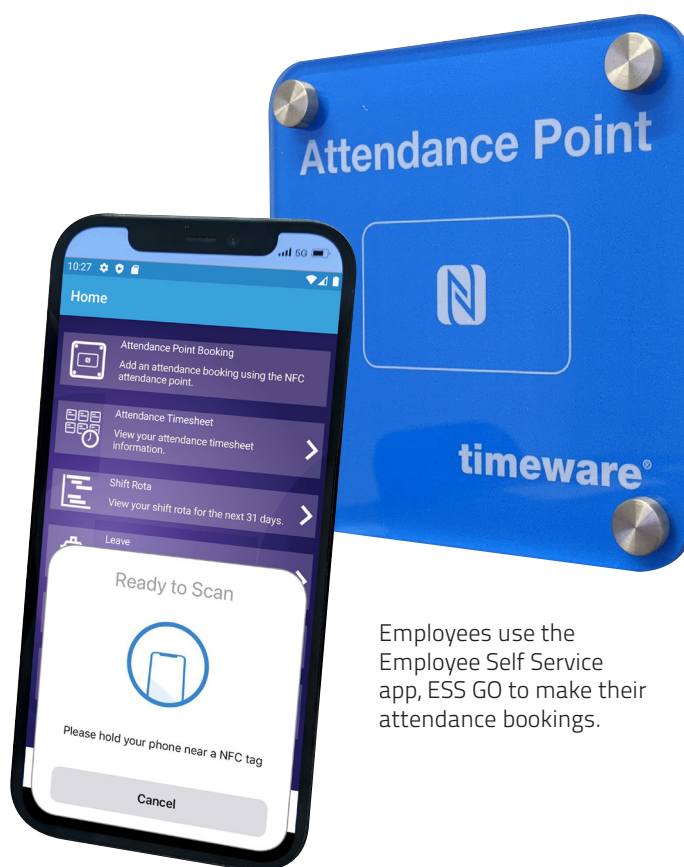 Attendance Point
timeware®
5G
10:27
Home
Attendance Point Booking
Add an attendance booking using the NFC
attendance point.
Attendance Timesheet
View your attendance timesheet
information.
Shift Rota
View your shift rota for the next 31 days.
Leave
Ready to Scan
Please hold your phone near a NFC tag
Cancel
Employees use the
Employee Self Service
app, ESS GO to make their
attendance bookings.